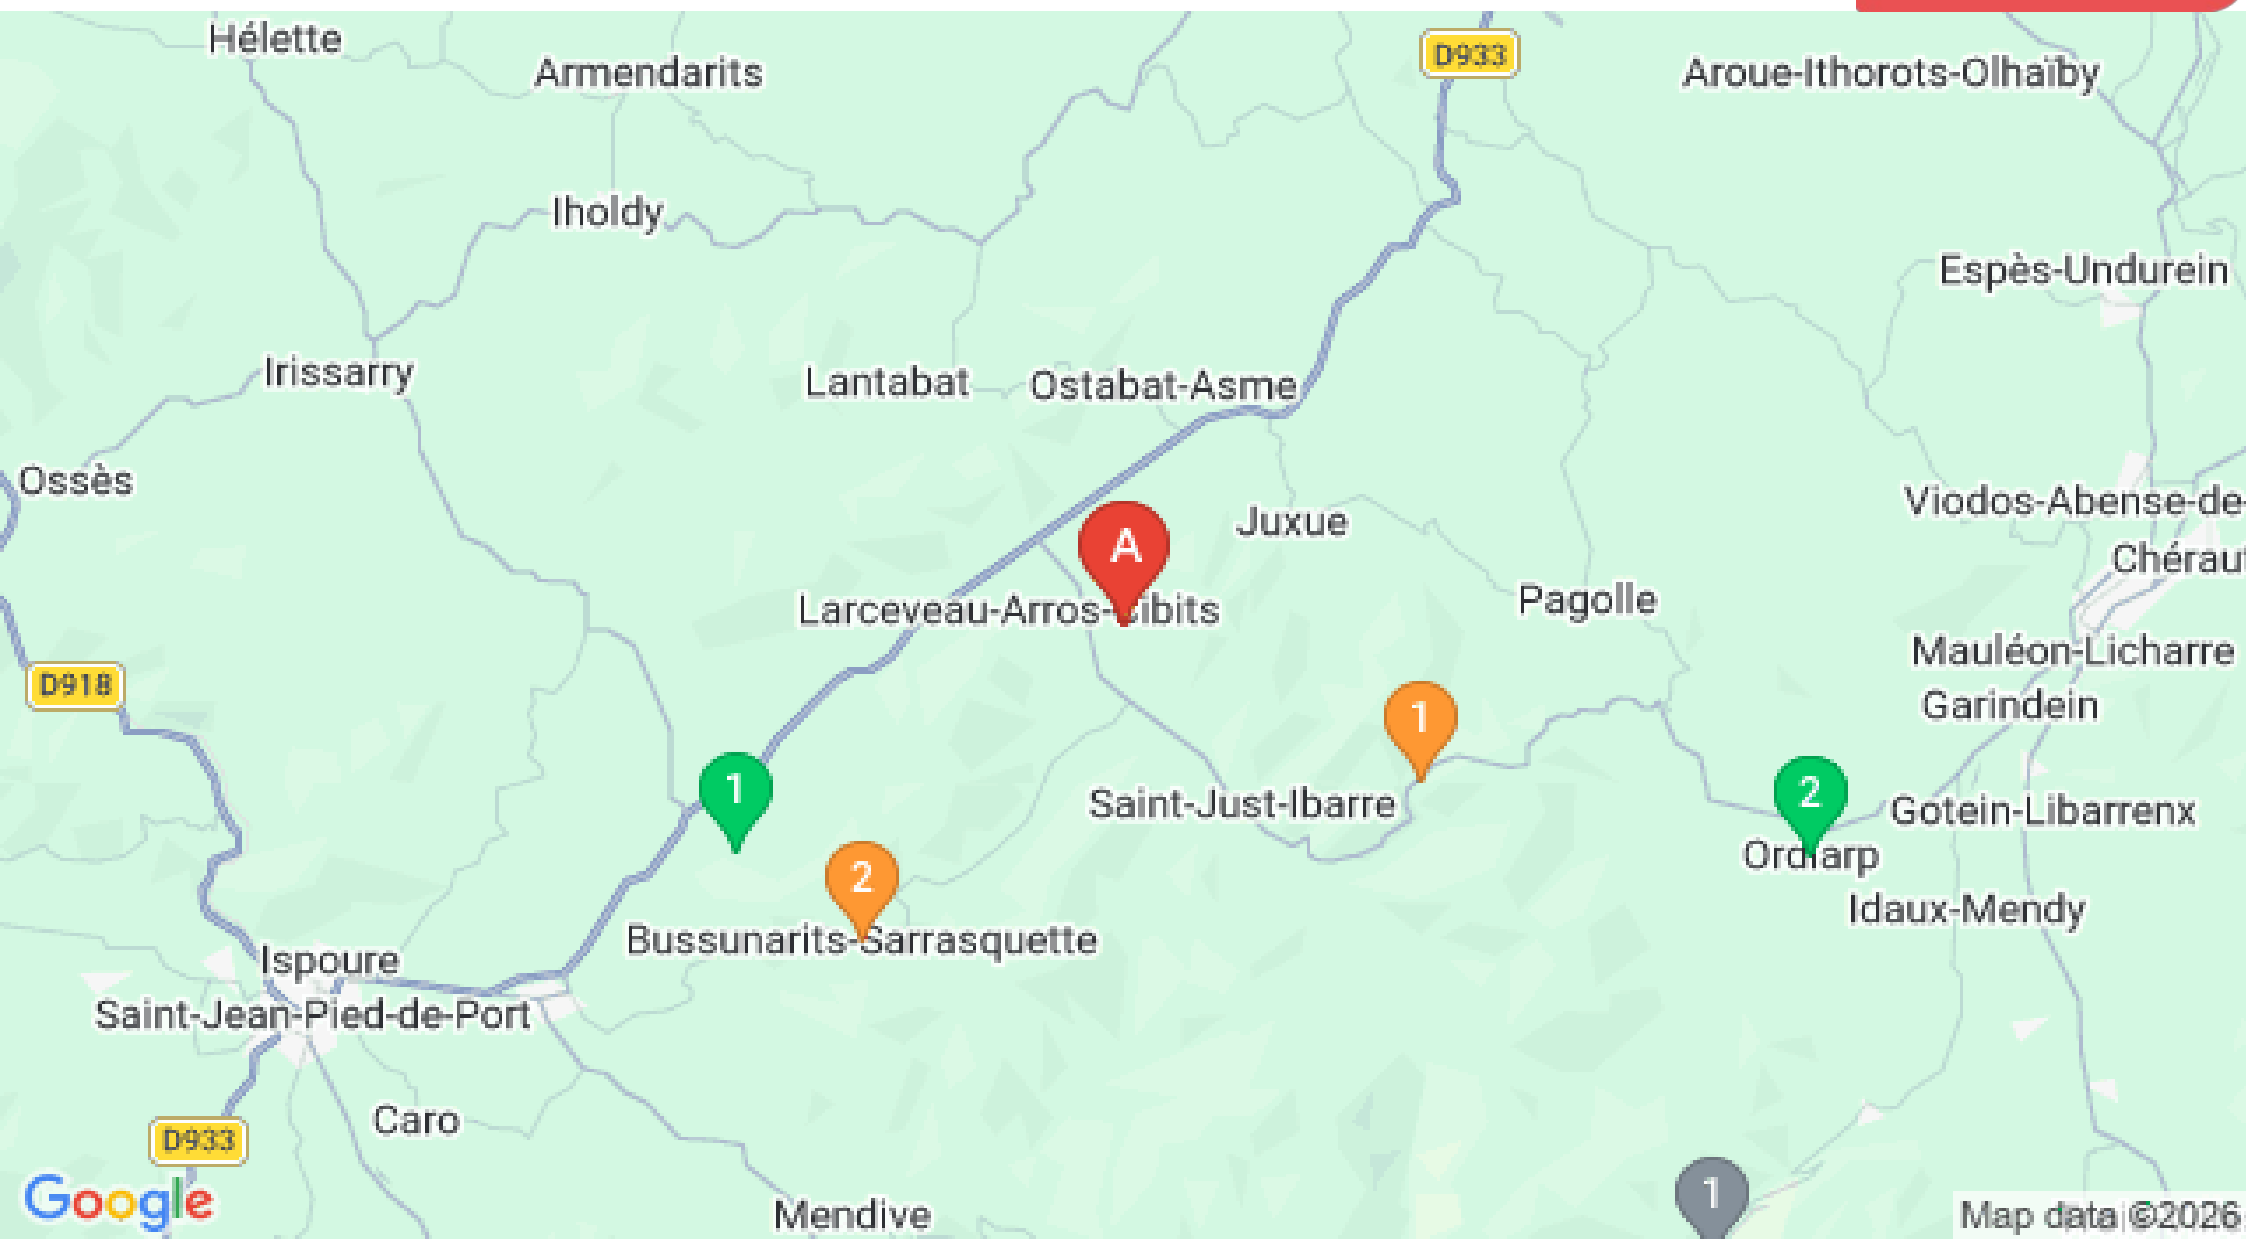 Hélette
Armendarits
D933
Aroue-Ithorots-Olhaïby
Iholdy
Espès-Undurein
Irissarry
Lantabat
Ostabat-Asme
Ossès
Viodos-Abense-de-
Juxue
A
Chéraut
Larceveau-Arros-Cibits
Pagolle
Mauléon-Licharre
D918
Garindein
1
1
2
Saint-Just-Ibarre
Gotein-Libarrenx
Ordiarp
2
Idaux-Mendy
Bussunarits-Sarrasquette
Ispoure
Saint-Jean-Pied-de-Port
Caro
D933
1
Google
Mendive
Map data ©2026